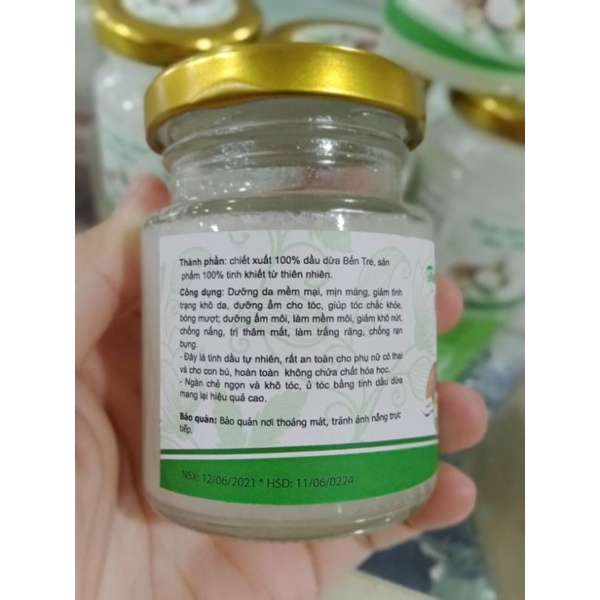 Thành phần: chiết xuất 100% dầu dừa Bến Tre, sản
phẩm 100% tinh khiết từ thiên nhiên.
Công dụng: Dưỡng da mềm mại, mịn màng, giảm tình
trạng khô da, dưỡng ẩm cho tóc, giúp tóc chắc khỏe,
bóng mượt; dưỡng ẩm môi, làm mềm môi, giảm khô nứt,
chống nắng, trị thâm mắt, làm trắng răng, chống rạn
bụng.
- Đây là tinh dầu tự nhiên, rất an toàn cho phụ nữ có thai
và cho con bú, hoàn toàn không chứa chất hóa học.
- Ngăn chẻ ngọn và khô tóc, ủ tóc bằng tinh dầu dừa
mang lại hiệu quả cao.
Bảo quản: Bảo quản nơi thoáng mát, tránh ánh nắng trực
tiếp.
NSX: 12/06/2021 * HSD: 11/06/0224